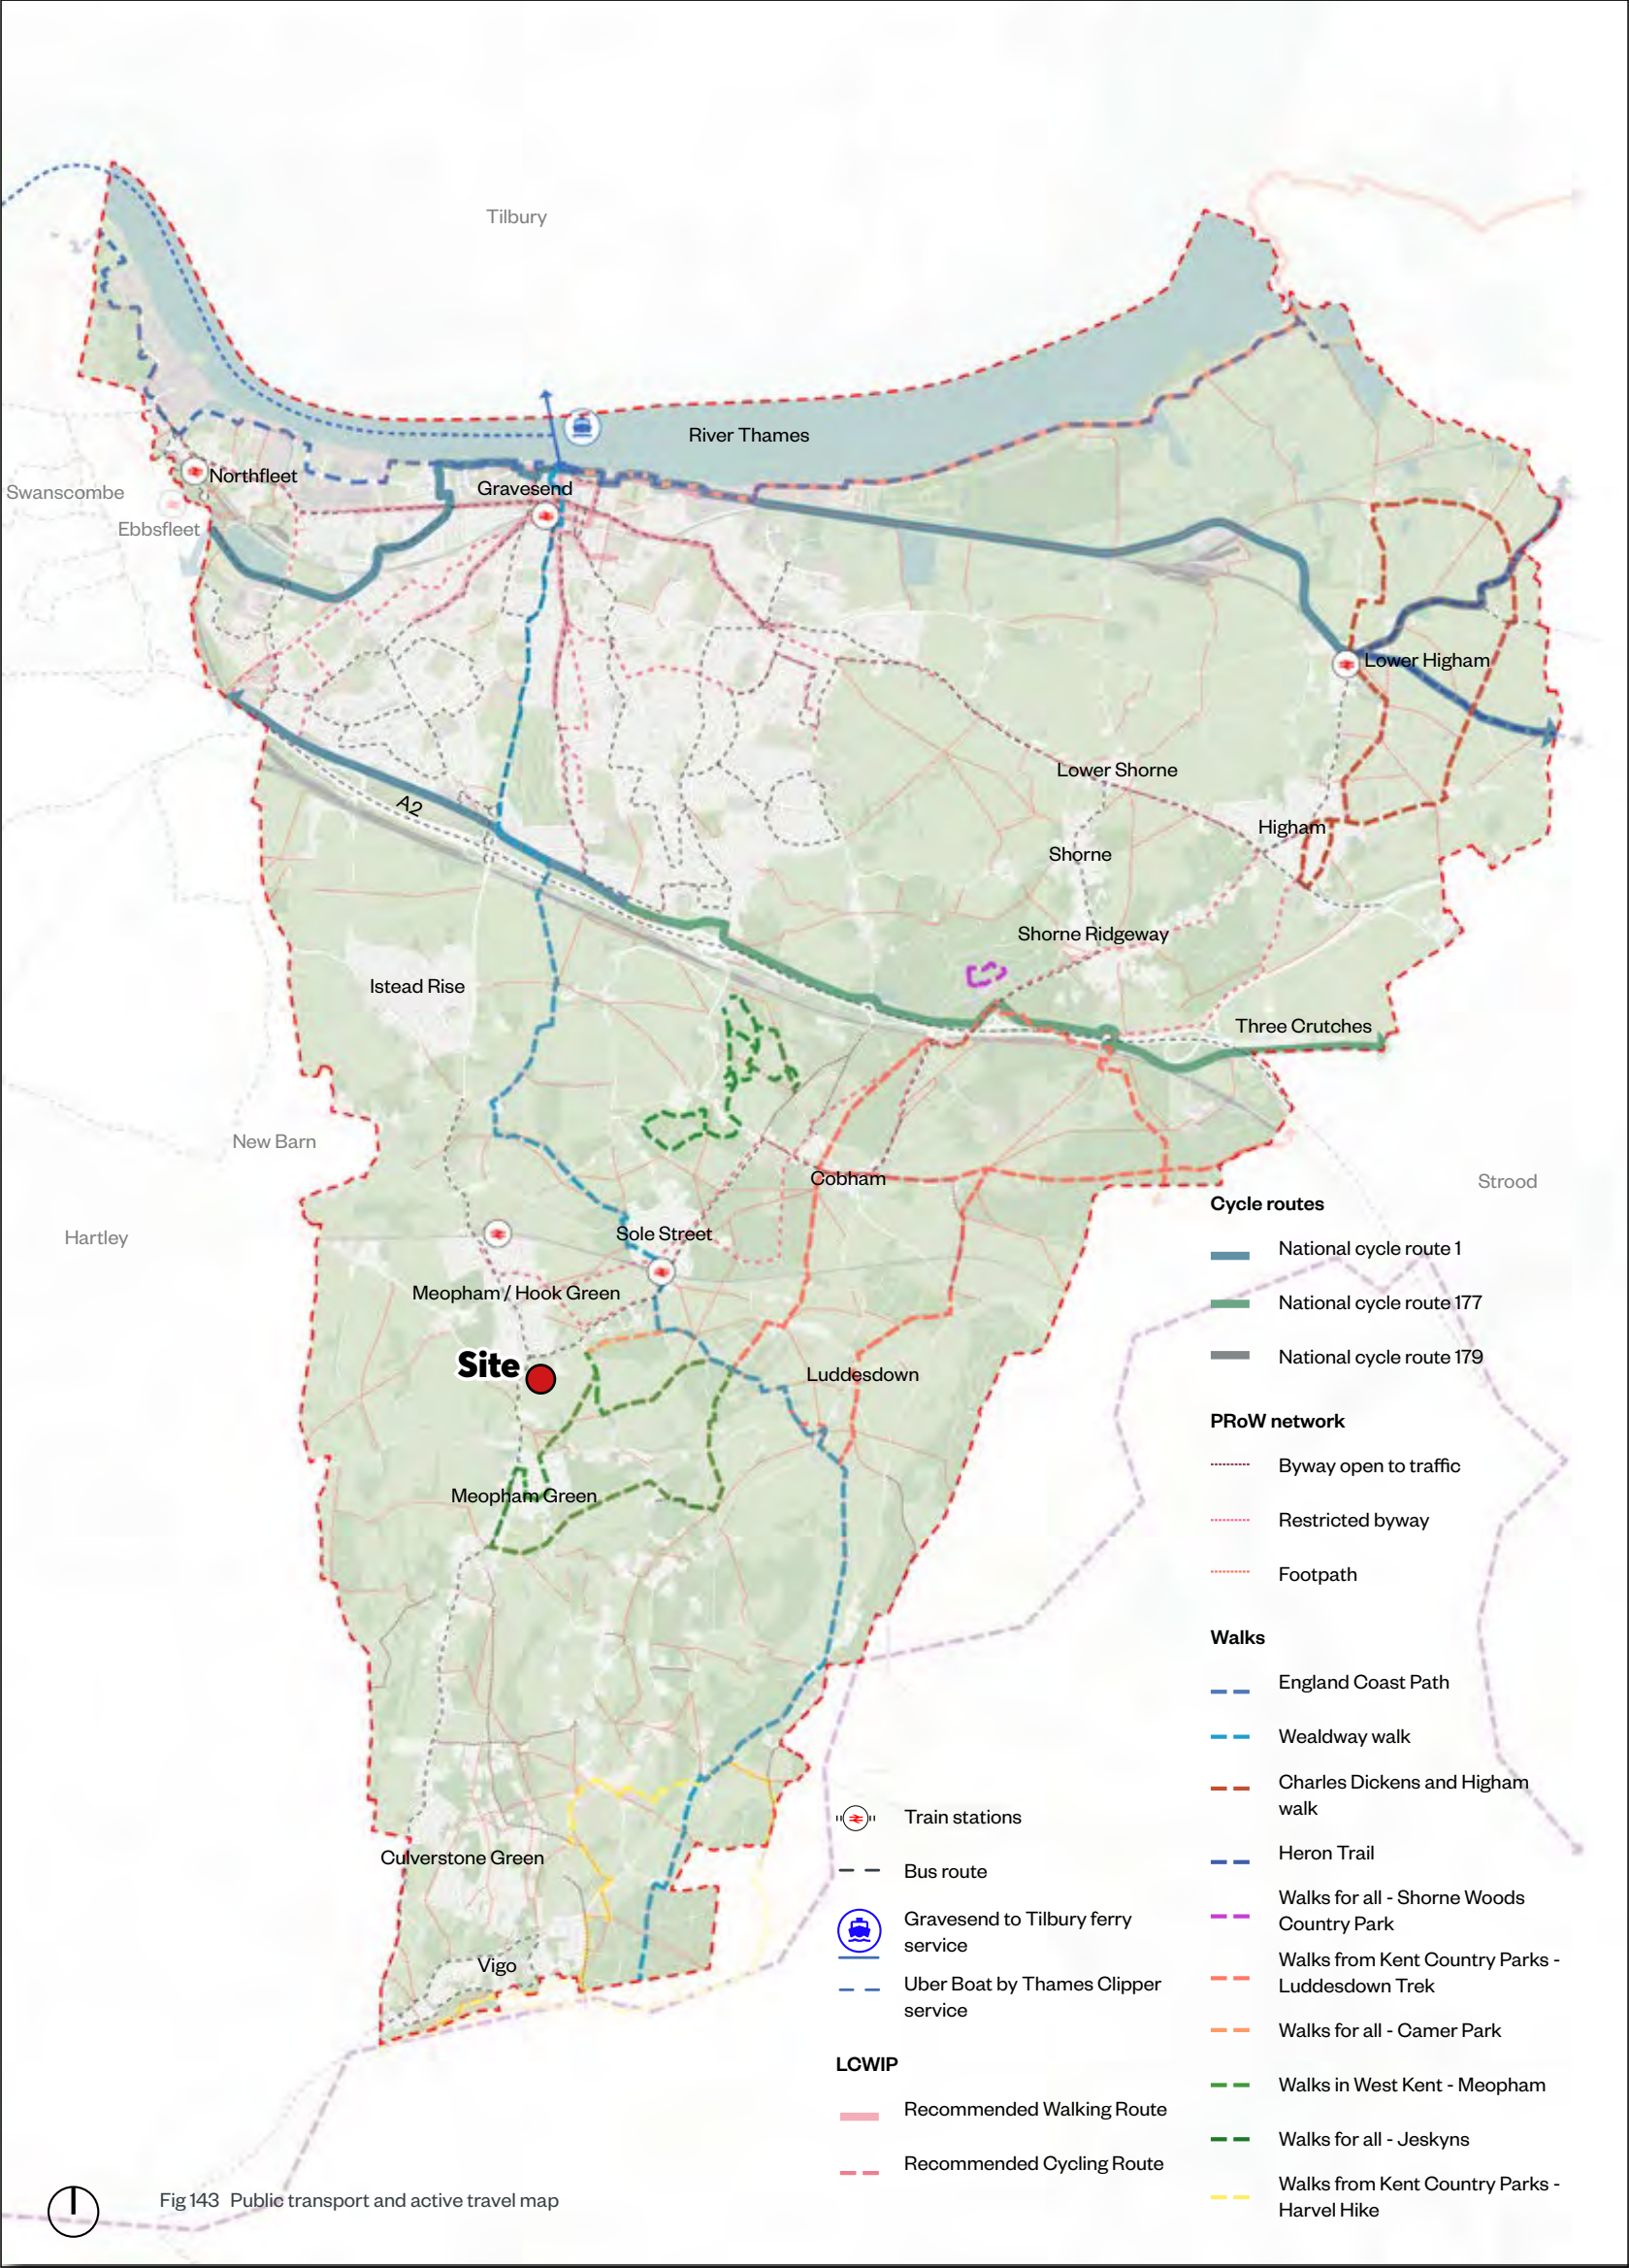 Tilbury
River Thames
Northfleet
Swanscombe
Gravesend
Ebbsfleet
Lower Higham
Lower Shorne
A2
Higham
Shorne
Shorne Ridgeway
Istead Rise
Three Crutches
New Barn
Cobham
Strood
Hartley
Sole Street
Meopham / Hook Green
Site
Luddesdown
Meopham Green
Culverstone Green
Vigo
Train stations
Bus route
Gravesend to Tilbury ferry
service
Uber Boat by Thames Clipper
service
LCWIP
Recommended Walking Route
Recommended Cycling Route
Cycle routes
National cycle route 1
National cycle route 177
National cycle route 179
PRoW network
Byway open to traffic
Restricted byway
Footpath
Walks
England Coast Path
Wealdway walk
Charles Dickens and Higham
walk
Heron Trail
Walks for all - Shorne Woods
Country Park
Walks from Kent Country Parks -
Luddesdown Trek
Walks for all - Camer Park
Walks in West Kent - Meopham
Walks for all - Jeskyns
Walks from Kent Country Parks -
Harvel Hike
Fig 143 Public transport and active travel map